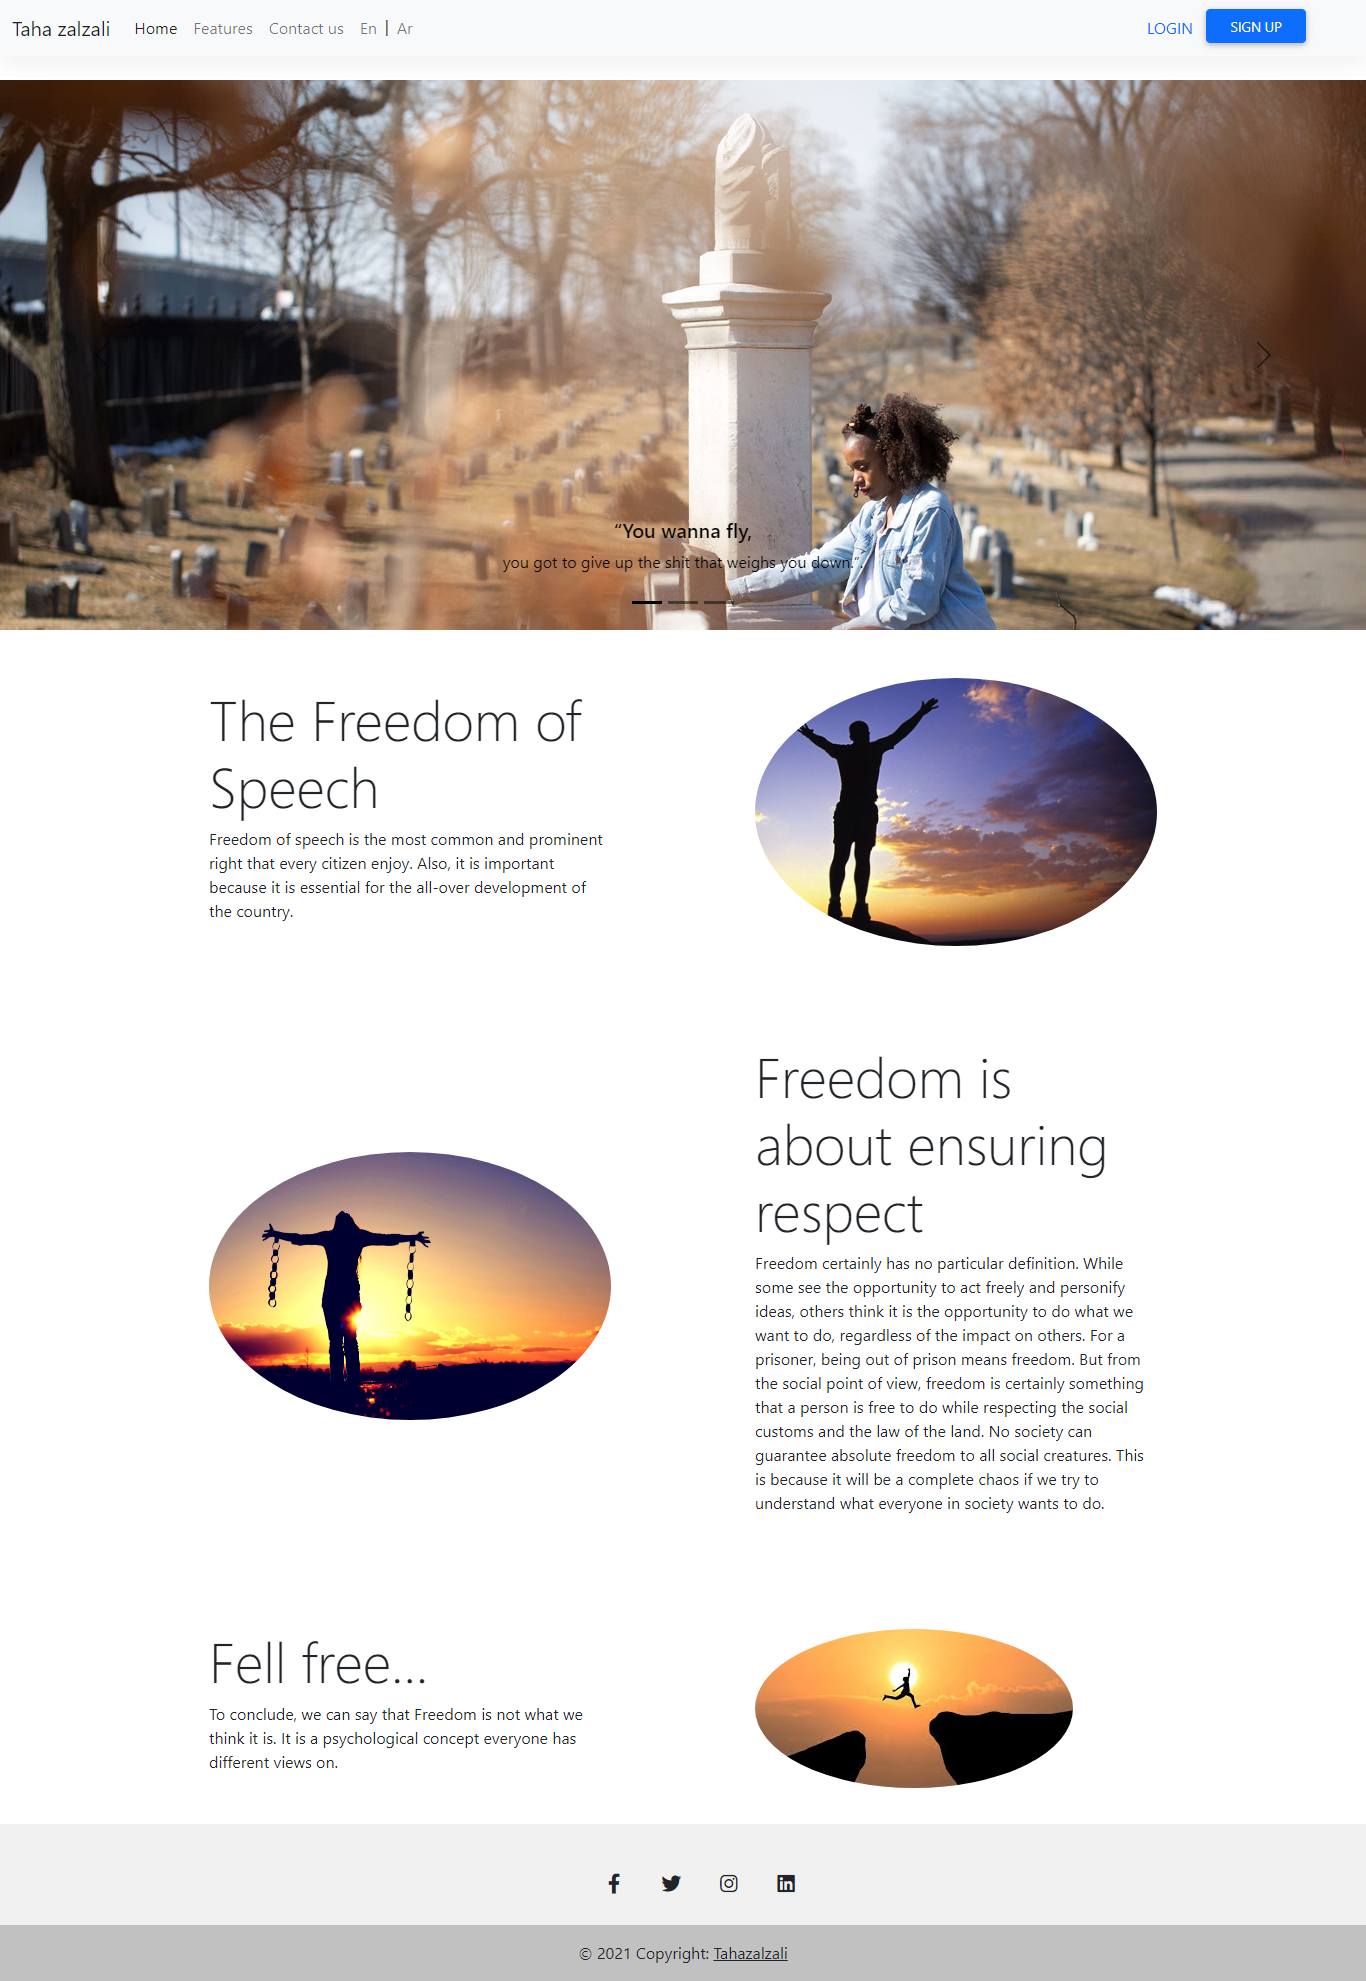 Taha zalzali Home Features Contact us En | Ar LOGIN SIGN UP
“You wanna fly,
you got to give up the shit that weighs you down.”.
The Freedom of
Speech
Freedom of speech is the most common and prominent
right that every citizen enjoy. Also, it is important
because it is essential for the all-over development of
the country.
Freedom is
about ensuring
respect
Freedom certainly has no particular definition. While
some see the opportunity to act freely and personify
ideas, others think it is the opportunity to do what we
want to do, regardless of the impact on others. For a
prisoner, being out of prison means freedom. But from
the social point of view, freedom is certainly something
that a person is free to do while respecting the social
customs and the law of the land. No society can
guarantee absolute freedom to all social creatures. This
is because it will be a complete chaos if we try to
understand what everyone in society wants to do.
Fell free...
To conclude, we can say that Freedom is not what we
think it is. It is a psychological concept everyone has
different views on.
© 2021 Copyright: Tahazalzali